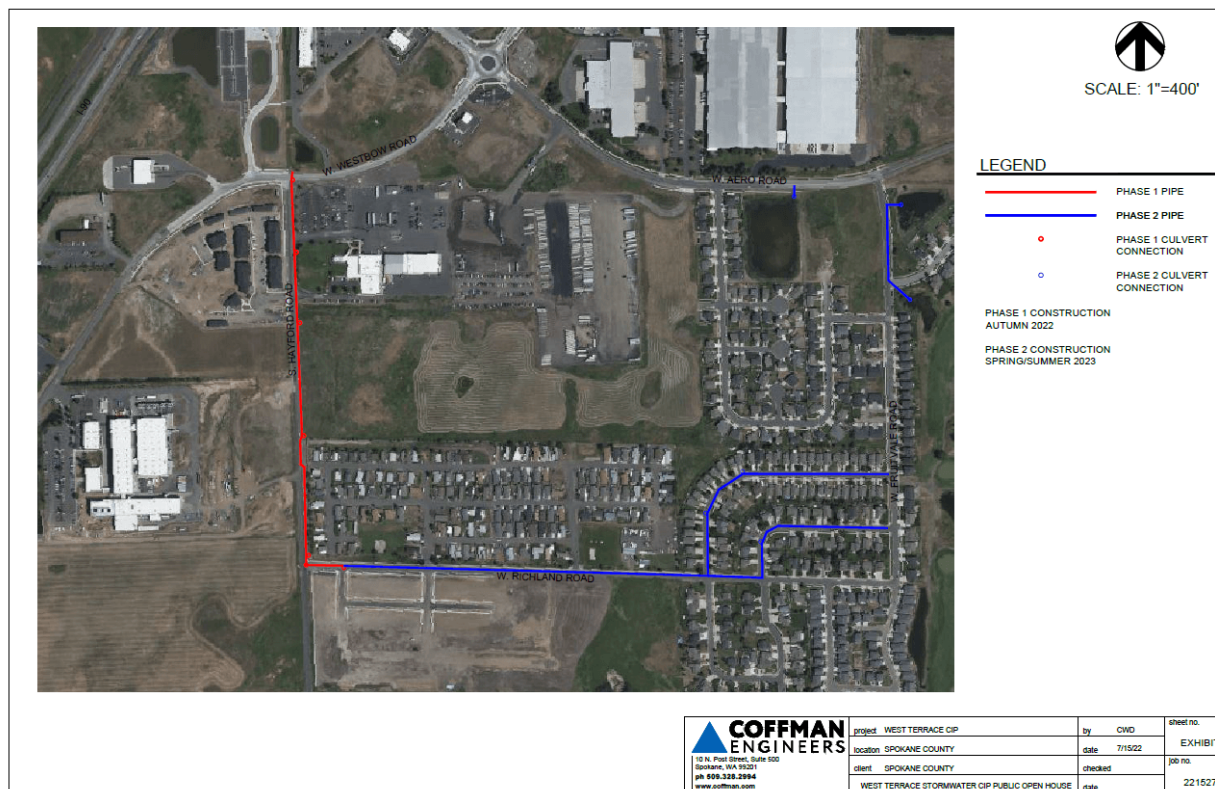 SCALE: 1"=400'
I-90
W. WESTBOW ROAD
W. AERO ROAD
S. HAYFORD ROAD
W. RICHLAND ROAD
LEGEND
PHASE 1 PIPE
PHASE 2 PIPE
PHASE 1 CULVERT
CONNECTION
PHASE 2 CULVERT
CONNECTION
PHASE 1 CONSTRUCTION
AUTUMN 2022
PHASE 2 CONSTRUCTION
SPRING/SUMMER 2023
COFFMAN
ENGINEERS
10 N. Post Street, Suite 500
Spokane, WA 99201
ph 509.328.2994
www.coffman.com
project WEST TERRACE CIP
by CWD
sheet no.
location SPOKANE COUNTY
date 7/15/22
EXHIBIT
client SPOKANE COUNTY
checked
job no.
WEST TERRACE STORMWATER CIP PUBLIC OPEN HOUSE
date
221527